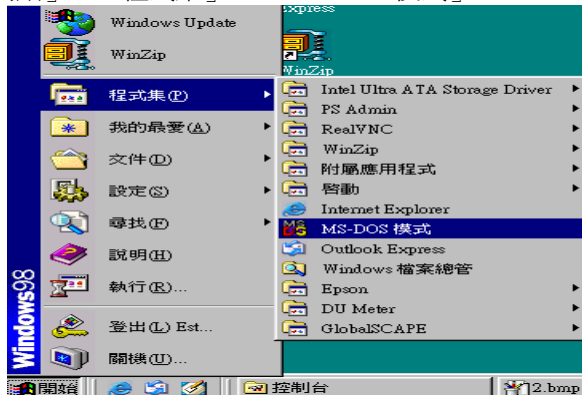 Windows Update
WinZip
程式集(P)
我的最愛(A)
文件(D)
設定(S)
尋找(F)
說明(H)
執行(R)...
登出(L) Est...
關機(U)...
Windows98
Express
WinZip
Intel Ultra ATA Storage Driver
PS Admin
RealVNC
WinZip
附屬應用程式
啓動
Internet Explorer
MS-DOS 模式
Outlook Express
Windows 檔案總管
Epson
DU Meter
GlobalSCAPE
開始
控制台
2.bmp